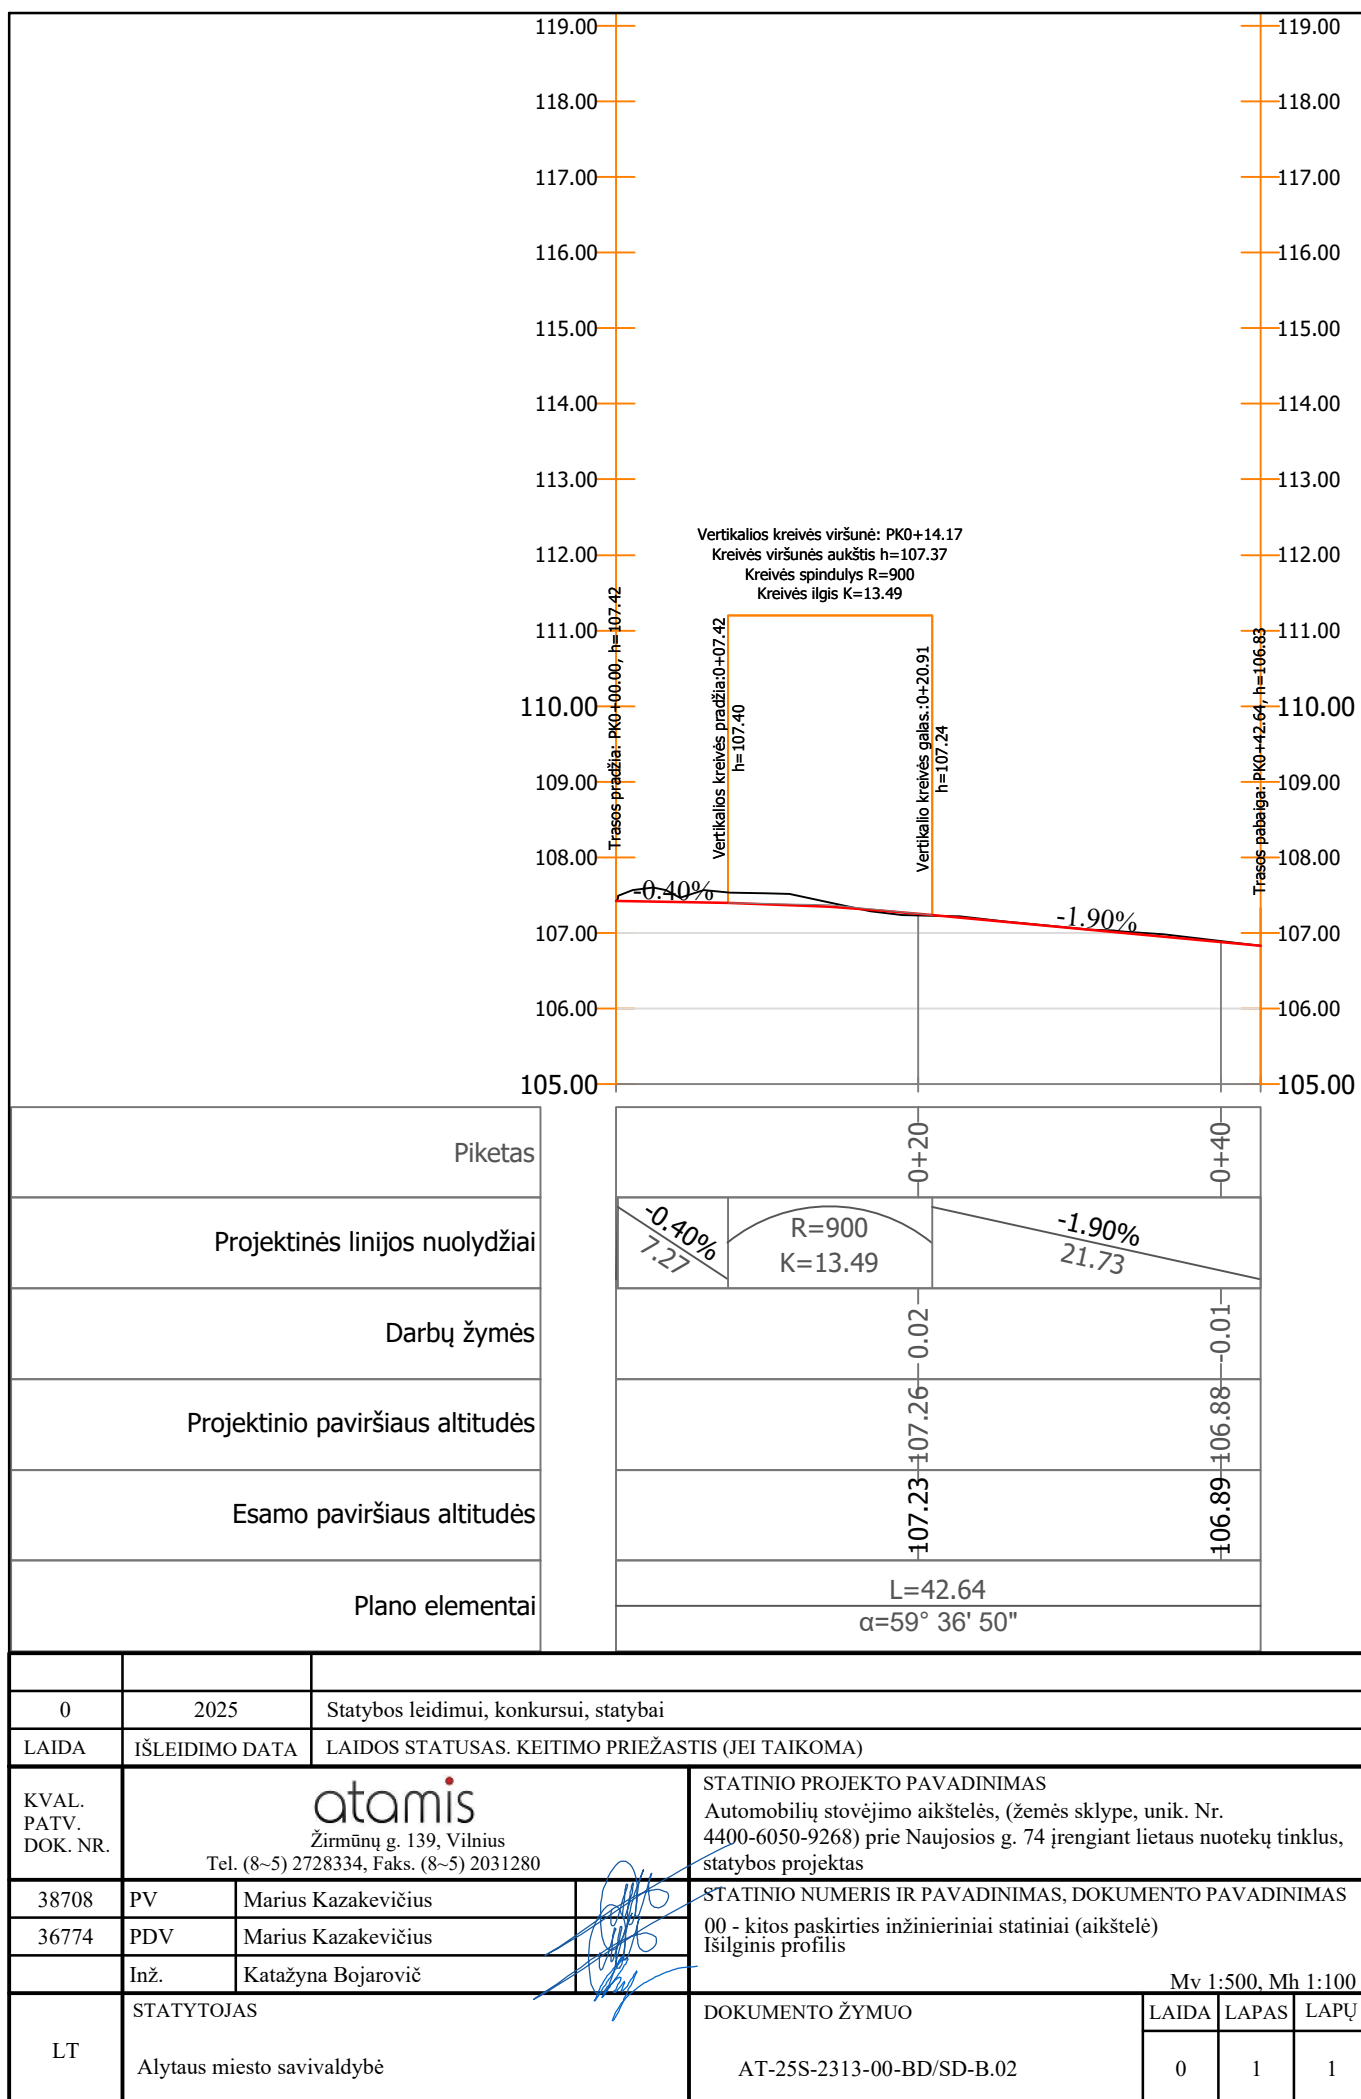 119.00 119.00
118.00 118.00
117.00 117.00
116.00 116.00
115.00 115.00
114.00 114.00
113.00 113.00
112.00 112.00
111.00 111.00
110.00 110.00
109.00 109.00
108.00 108.00
107.00 107.00
106.00 106.00
105.00 105.00
Vertikalios kreivės viršunė: PK0+14.17
Kreivės viršunės aukštis h=107.37
Kreivės spindulys R=900
Kreivės ilgis K=13.49
Trasos pradžia: PK0+00.00, h=107.42
Vertikalios kreivės pradžia:0+07.42
h=107.40
Vertikalio kreivės galas.:0+20.91
h=107.24
Trasos pabaiga: PK0+42.64, h=106.83
-0.40%
-1.90%
Piketas 0+20 0+40
Projektinės linijos nuolydžiai
-0.40%
7.27
R=900
K=13.49
-1.90%
21.73
Darbų žymės 0.02 -0.01
Projektinio paviršiaus altitudės 107.26 106.88
Esamo paviršiaus altitudės 107.23 106.89
Plano elementai
L=42.64
α=59° 36' 50"
0 2025 Statybos leidimui, konkursui, statybai
LAIDA IŠLEIDIMO DATA LAIDOS STATUSAS. KEITIMO PRIEŽASTIS (JEI TAIKOMA)
KVAL.
PATV.
DOK. NR.
atamis
Žirmūnų g. 139, Vilnius
Tel. (8~5) 2728334, Faks. (8~5) 2031280
STATINIO PROJEKTO PAVADINIMAS
Automobilių stovėjimo aikštelės, (žemės sklype, unik. Nr.
4400-6050-9268) prie Naujosios g. 74 įrengiant lietaus nuotekų tinklus,
statybos projektas
38708 PV Marius Kazakevičius
36774 PDV Marius Kazakevičius
Inž. Katažyna Bojarovič
STATINIO NUMERIS IR PAVADINIMAS, DOKUMENTO PAVADINIMAS
00 - kitos paskirties inžinieriniai statiniai (aikštelė)
Išilginis profilis
Mv 1:500, Mh 1:100
LT
STATYTOJAS
Alytaus miesto savivaldybė
DOKUMENTO ŽYMUO
AT-25S-2313-00-BD/SD-B.02
LAIDA LAPAS LAPŲ
0 1 1